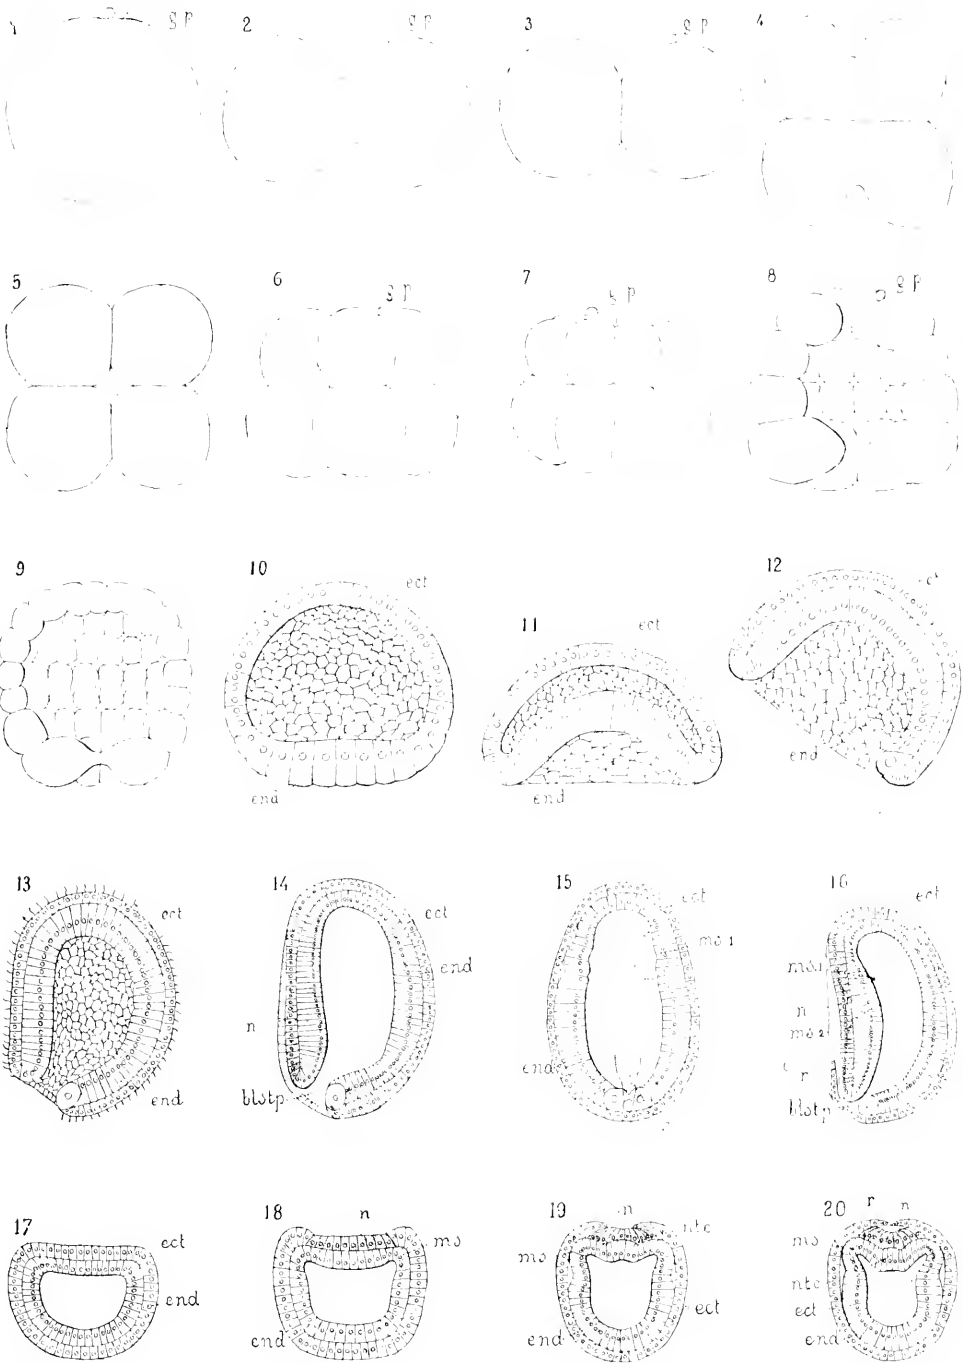 1 g p
2 g p
3 g p
4
5
6 g p
7 g p
8 g p
9
10 ect
end
11 ect
end
12
end
13
ect
end
14
ect
end
n
blstp
15
ect
ms 1
end
16
ect
ms 1
n
ms 2
r
blstp
17
ect
end
18 n
ms
end
19 n
ntc
ms
ect
end
20 r n
ms
ntc
ect
end